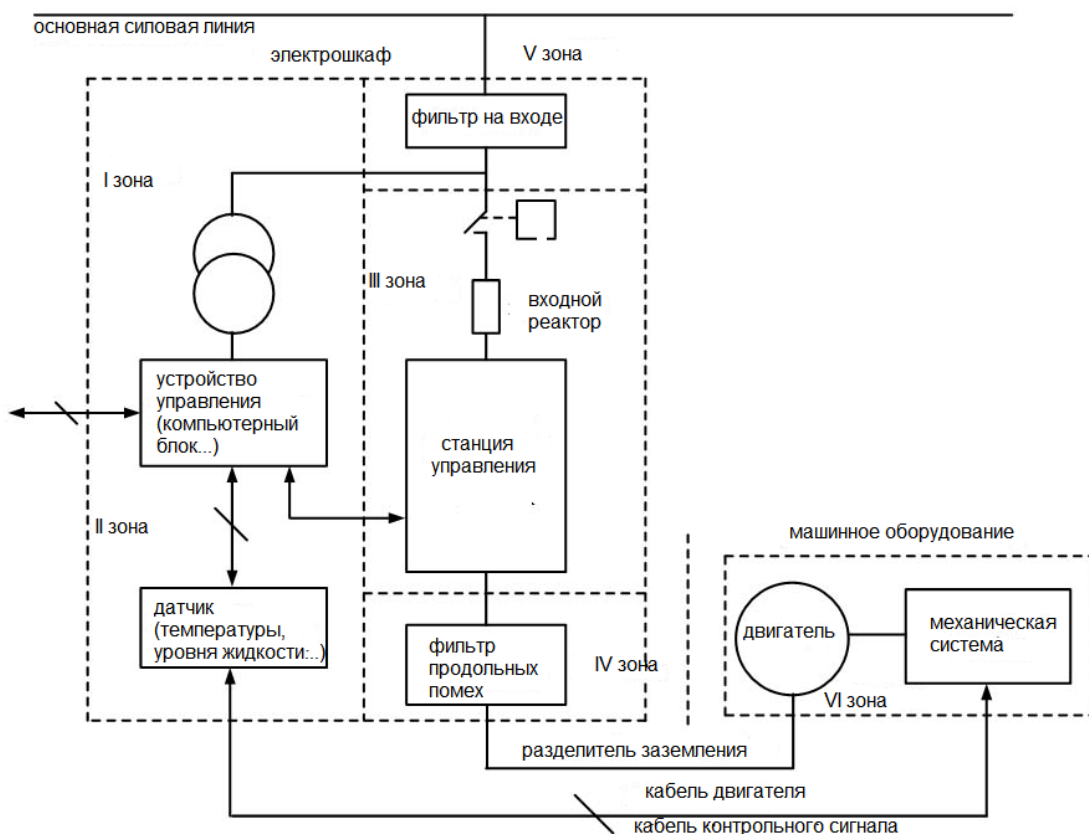 основная силовая линия
электрошкаф
V зона
фильтр на входе
I зона
III зона
входной
реактор
устройство
управления
(компьютерный
блок...)
станция
управления
II зона
машинное оборудование
датчик
(температуры,
уровня жидкости...)
фильтр
продольных
помех
IV зона
двигатель
механическая
система
VI зона
разделитель заземления
кабель двигателя
кабель контрольного сигнала